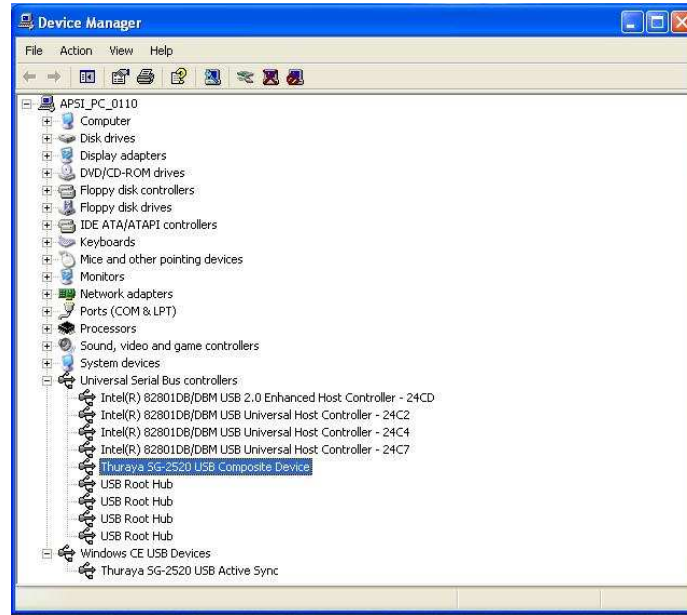 Device Manager
File Action View Help
APSI_PC_0110
Computer
Disk drives
Display adapters
DVD/CD-ROM drives
Floppy disk controllers
Floppy disk drives
IDE ATA/ATAPI controllers
Keyboards
Mice and other pointing devices
Monitors
Network adapters
Ports (COM & LPT)
Processors
Sound, video and game controllers
System devices
Universal Serial Bus controllers
Intel(R) 82801DB/DBM USB 2.0 Enhanced Host Controller - 24CD
Intel(R) 82801DB/DBM USB Universal Host Controller - 24C2
Intel(R) 82801DB/DBM USB Universal Host Controller - 24C4
Intel(R) 82801DB/DBM USB Universal Host Controller - 24C7
Thuraya SG-2520 USB Composite Device
USB Root Hub
USB Root Hub
USB Root Hub
USB Root Hub
Windows CE USB Devices
Thuraya SG-2520 USB Active Sync